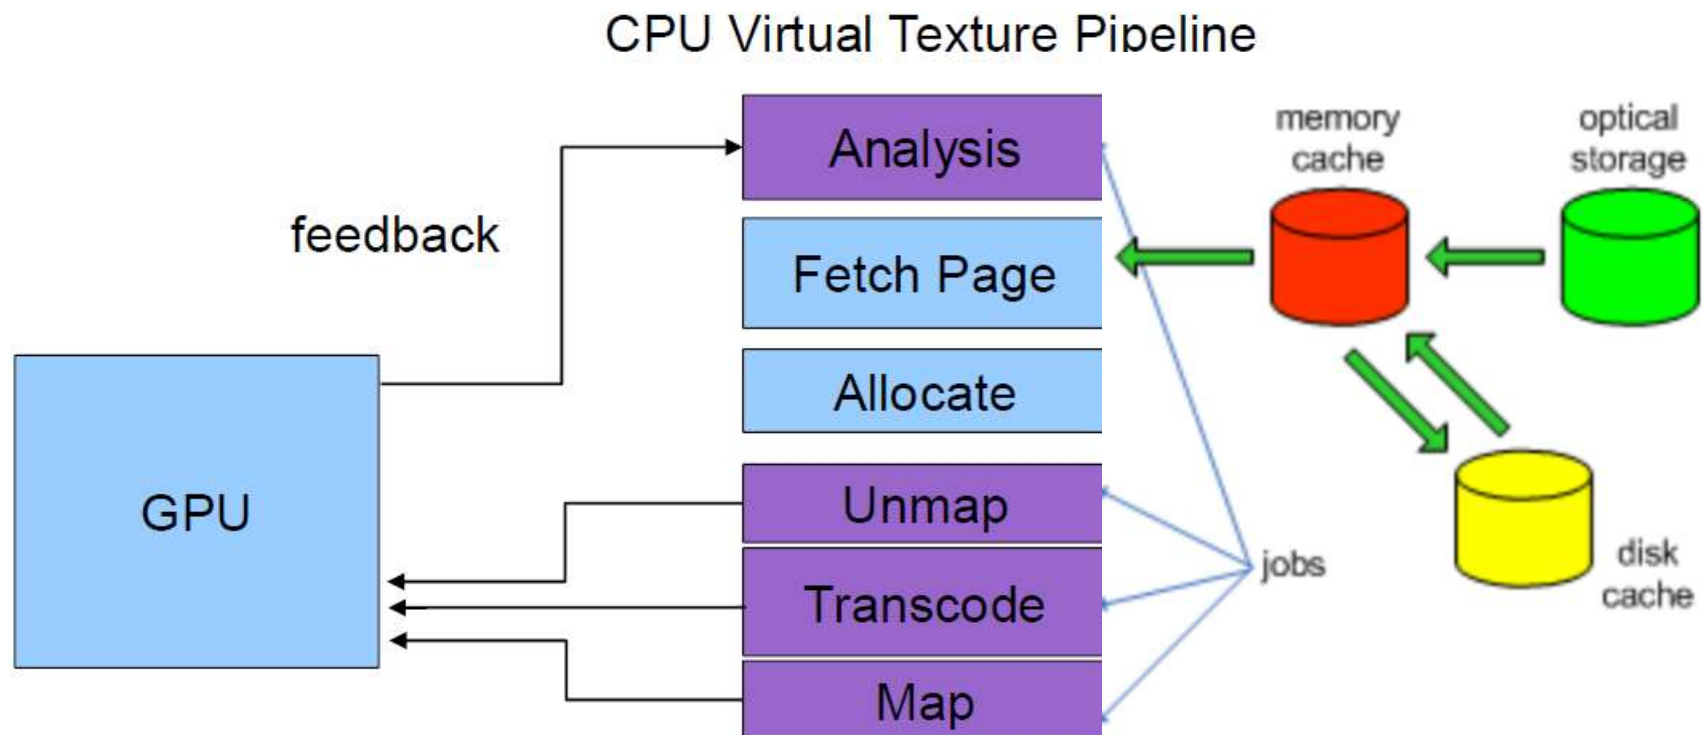 CPU Virtual Texture Pipeline
Analysis
memory
cache
optical
storage
feedback
Fetch Page
Allocate
GPU
Unmap
jobs
disk
cache
Transcode
Map